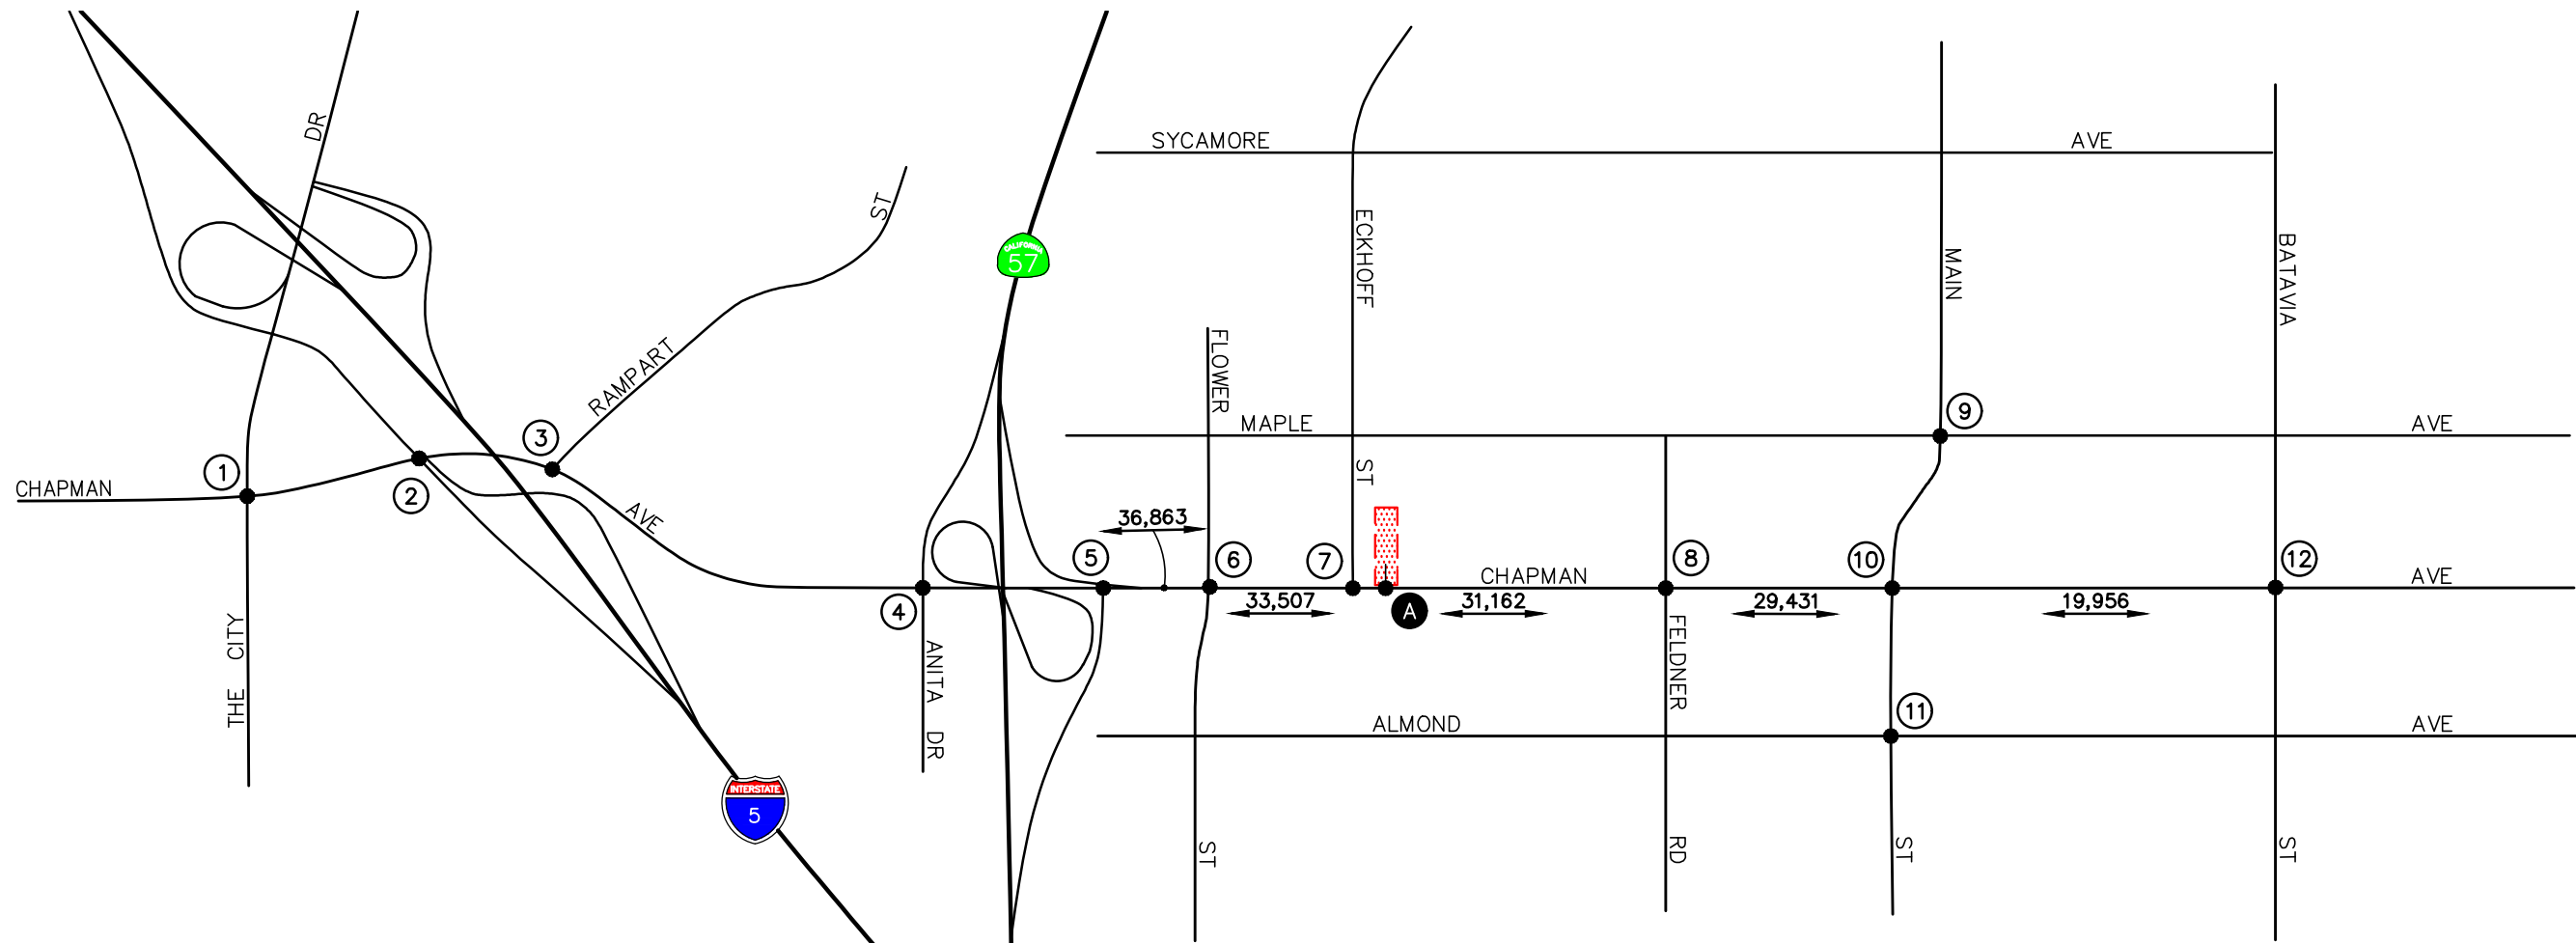 DR
SYCAMORE AVE
ST
ECKHOFF
CALIFORNIA
57
MAIN
BATAVIA
FLOWER
RAMPART
9
MAPLE
AVE
3
1
ST
CHAPMAN
2
AVE
36,863
5
6
7
8
10
12
CHAPMAN
AVE
4
33,507
A
31,162
29,431
19,956
THE CITY
ANITA DR
FELDNER
11
ALMOND
AVE
INTERSTATE
5
ST
RD
ST
ST